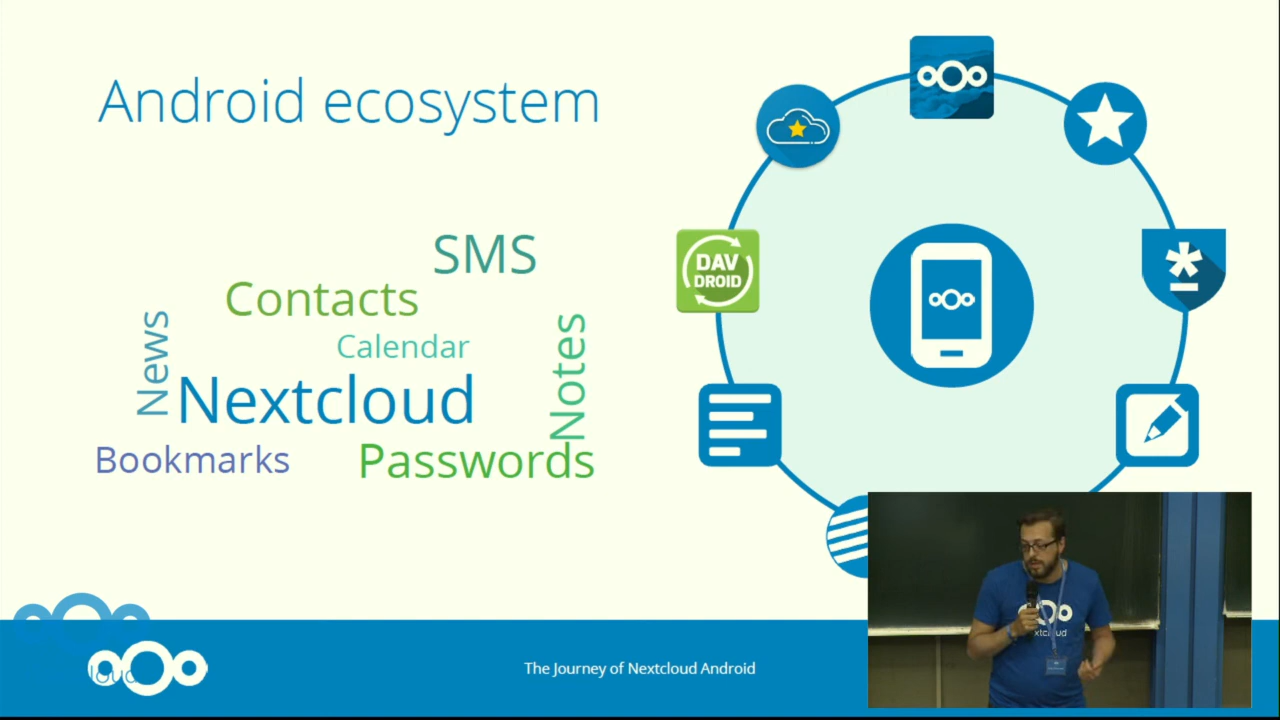 Android ecosystem
SMS
Contacts
News
Calendar
Notes
Nextcloud
Bookmarks
Passwords
DAV
DROID
The Journey of Nextcloud Android